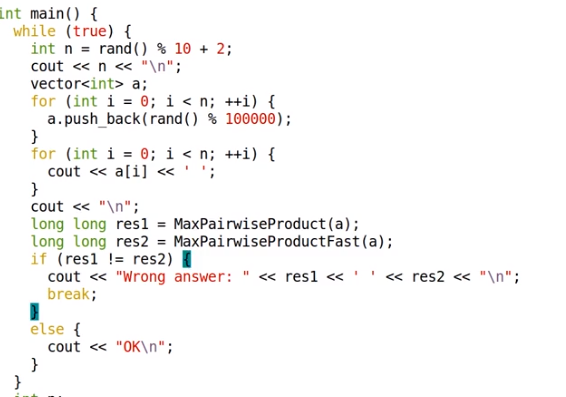 int main() {
  while (true) {
    int n = rand() % 10 + 2;
    cout << n << "\n";
    vector<int> a;
    for (int i = 0; i < n; ++i) {
      a.push_back(rand() % 100000);
    }
    for (int i = 0; i < n; ++i) {
      cout << a[i] << ' ';
    }
    cout << "\n";
    long long res1 = MaxPairwiseProduct(a);
    long long res2 = MaxPairwiseProductFast(a);
    if (res1 != res2) {
      cout << "Wrong answer: " << res1 << ' ' << res2 << "\n";
      break;
    }
    else {
      cout << "OK\n";
    }
  }